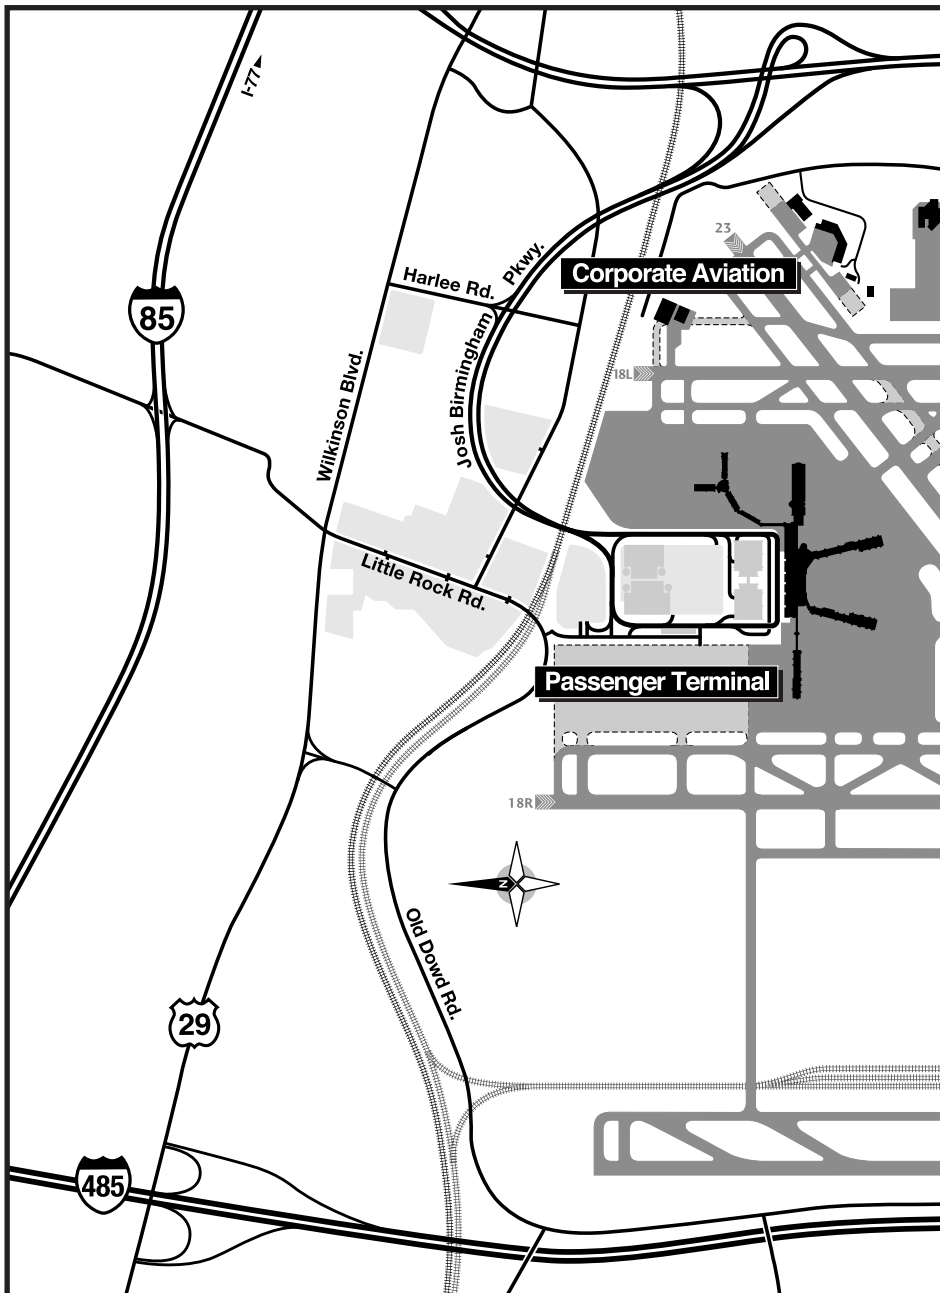 I-77
23
Pkwy.
Corporate Aviation
Harlee Rd.
85
Josh Birmingham
18L
Wilkinson Blvd.
Little Rock Rd.
Passenger Terminal
18R
N
Old Dowd Rd.
29
485